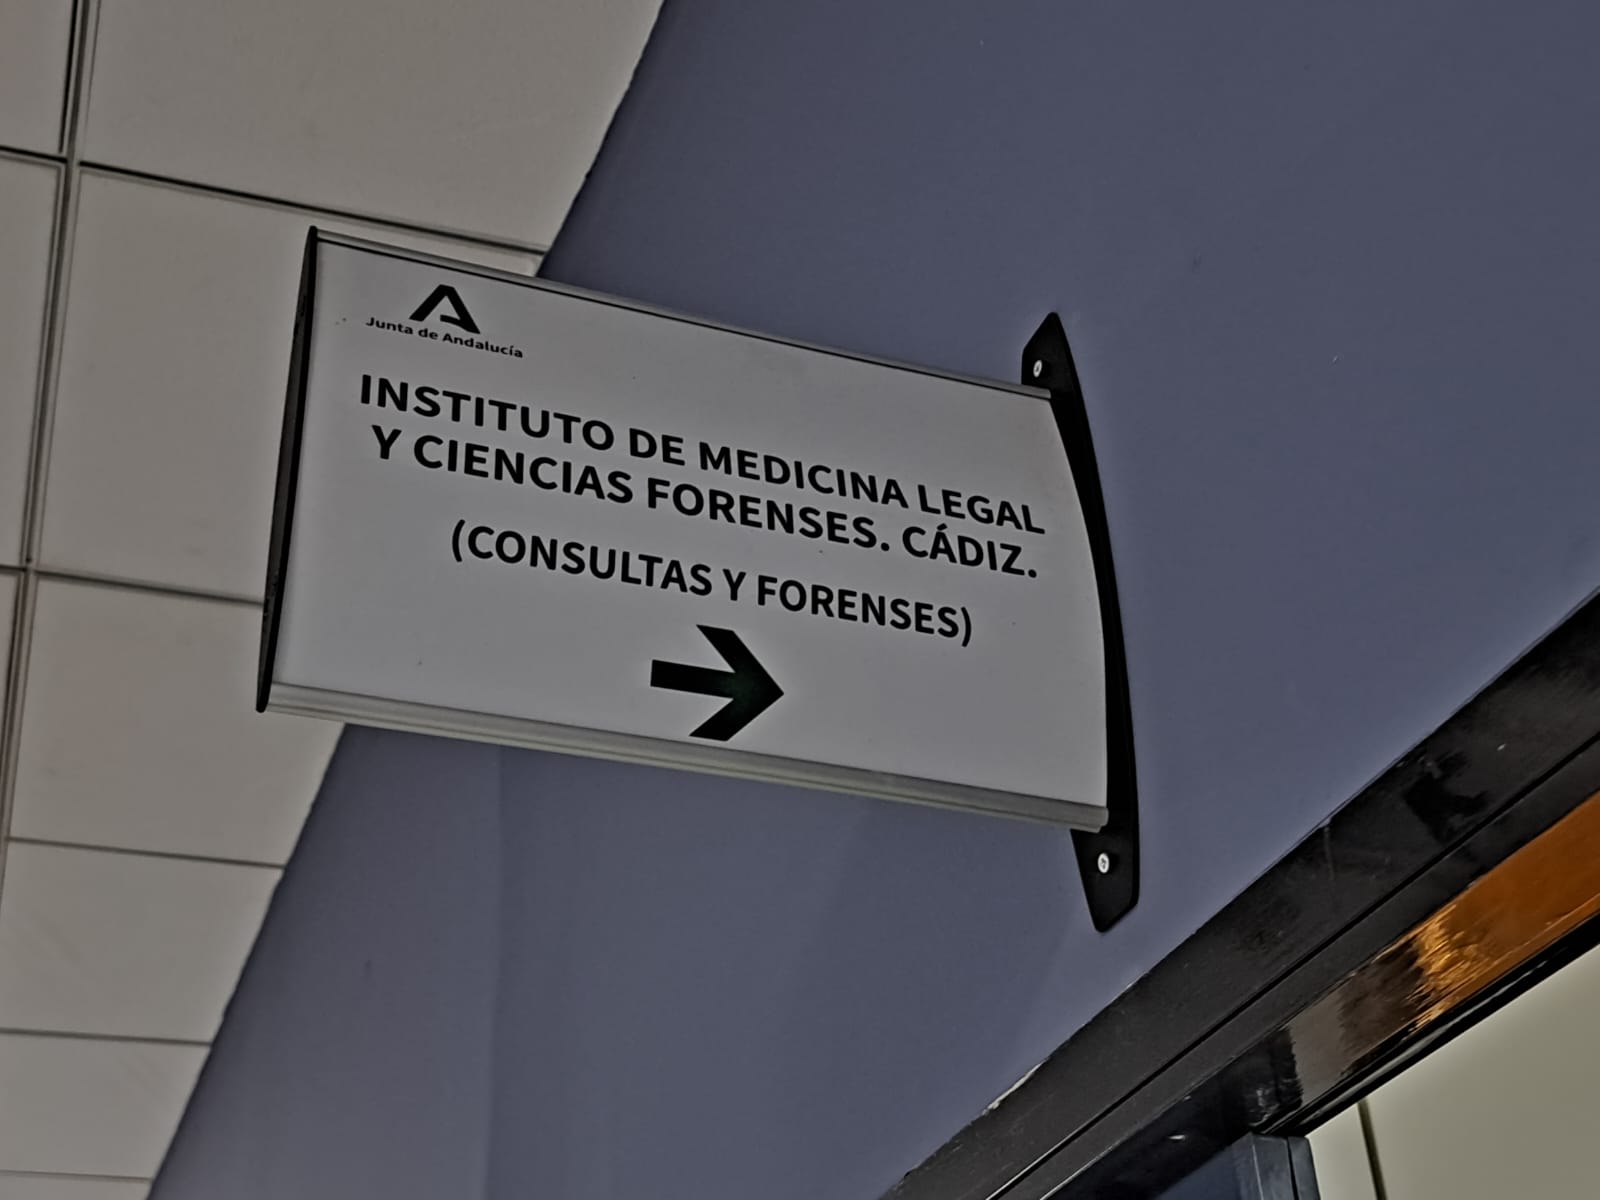 Junta de Andalucía
INSTITUTO DE MEDICINA LEGAL
Y CIENCIAS FORENSES. CÁDIZ.
(CONSULTAS Y FORENSES)